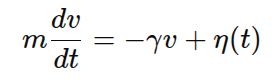 m dv/dt = −γv + η(t)